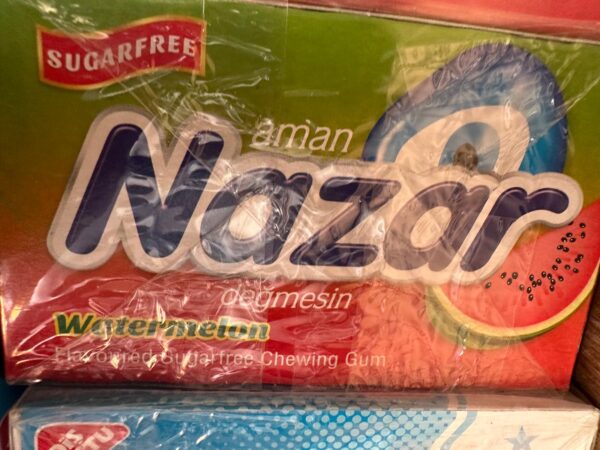 SUGARFREE
aman
Nazar
değmesin
Watermelon
Flavoured Sugarfree Chewing Gum